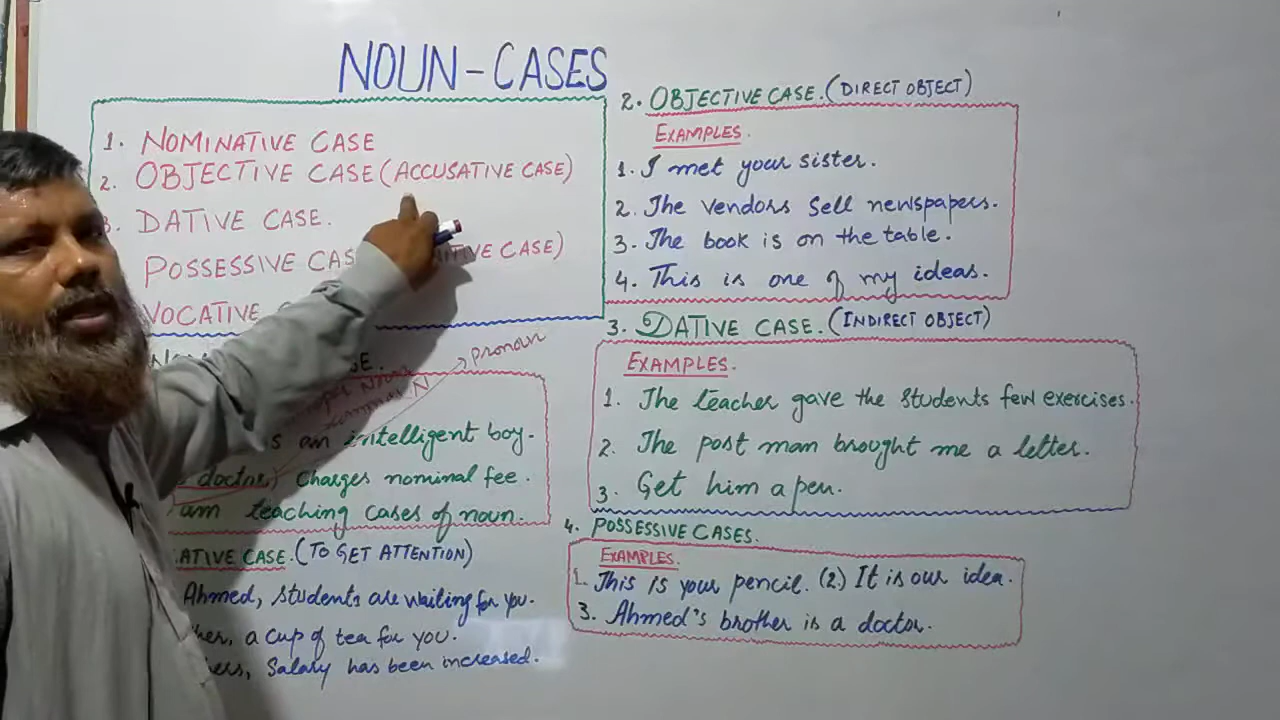 NOUN-CASES
1. NOMINATIVE CASE
2. OBJECTIVE CASE (ACCUSATIVE CASE)
3. DATIVE CASE.
POSSESSIVE CASE)
VOCATIVE
pronoun
Noun
Common N
is an intelligent boy.
doctor) Charges nominal fee.
am teaching cases of noun.
CASE. (TO GET ATTENTION)
Ahmed, Students are waiting for you.
a cup of tea for you.
Salary has been increased.
2. OBJECTIVE CASE. (DIRECT OBJECT)
EXAMPLES.
1. I met your sister.
2. The vendors sell newspapers.
3. The book is on the table.
4. This is one of my ideas.
3. DATIVE CASE. (INDIRECT OBJECT)
EXAMPLES.
1. The teacher gave the students few exercises.
2. The post man brought me a letter.
3. Get him a pen.
4. POSSESSIVE CASES.
EXAMPLES.
1. This is your pencil. (2.) It is our idea.
3. Ahmed's brother is a doctor.